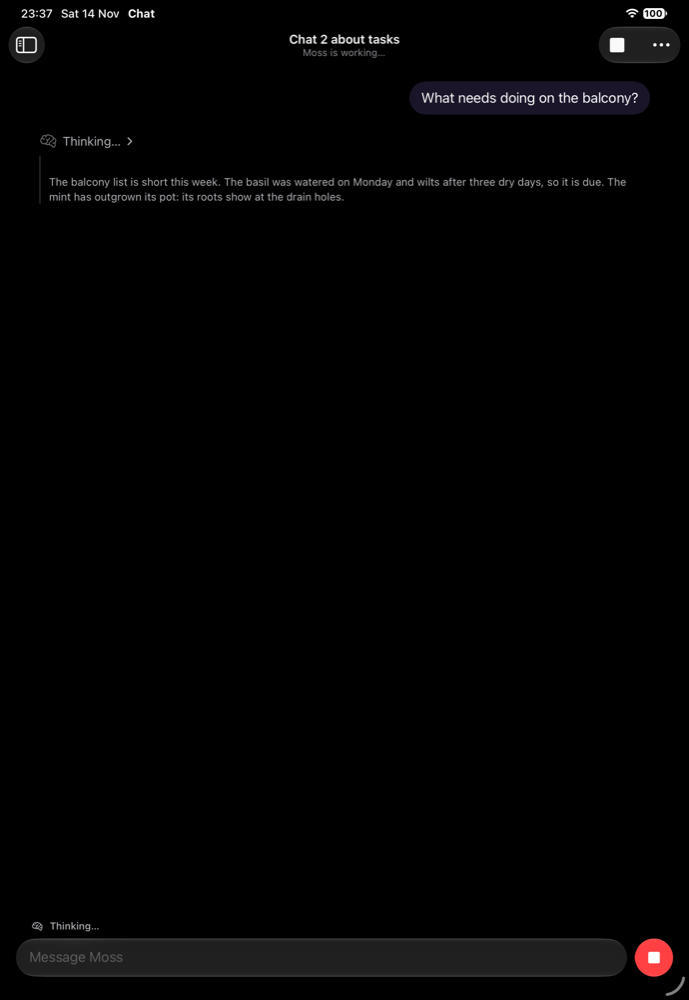 23:37 Sat 14 Nov Chat
100
Chat 2 about tasks
Moss is working...
What needs doing on the balcony?
Thinking...
The balcony list is short this week. The basil was watered on Monday and wilts after three dry days, so it is due. The
mint has outgrown its pot: its roots show at the drain holes.
Thinking...
Message Moss